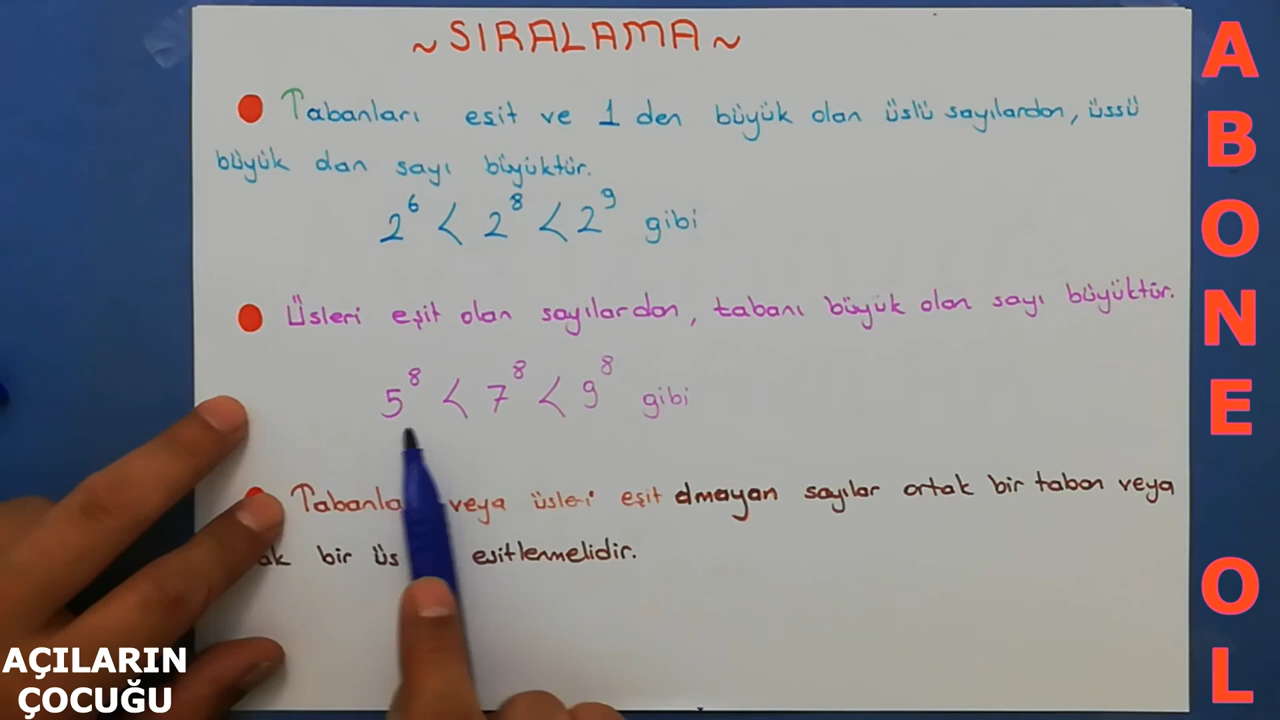 ~SIRALAMA~
Tabanları eşit ve 1 den büyük olan üslü sayılardan, üssü
büyük olan sayı büyüktür.
2⁶ < 2⁸ < 2⁹ gibi
Üsleri eşit olan sayılardan, tabanı büyük olan sayı büyüktür.
5⁸ < 7⁸ < 9⁸ gibi
veya üsleri eşit olmayan sayılar ortak bir taban veya
bir eşitlenmelidir.
AÇILARIN
ÇOCUĞU
ABONE
OL